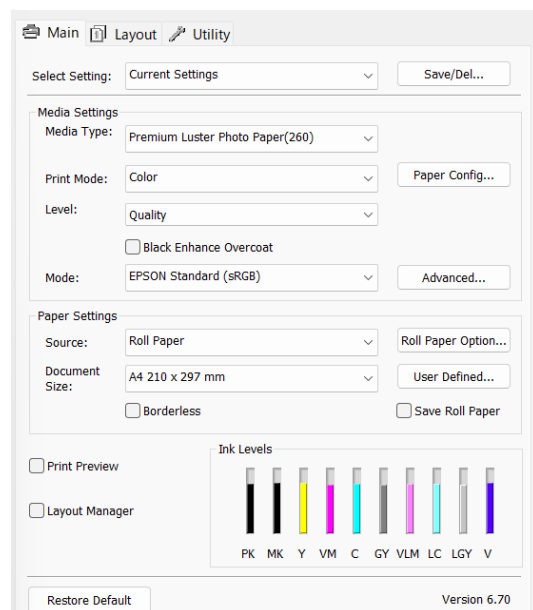 Main Layout Utility
Select Setting: Current Settings Save/Del...
Media Settings
Media Type: Premium Luster Photo Paper(260)
Print Mode: Color Paper Config...
Level: Quality
Black Enhance Overcoat
Mode: EPSON Standard (sRGB) Advanced...
Paper Settings
Source: Roll Paper Roll Paper Option...
Document
Size: A4 210 x 297 mm User Defined...
Borderless Save Roll Paper
Ink Levels
Print Preview
Layout Manager
PK MK Y VM C GY VLM LC LGY V
Restore Default Version 6.70